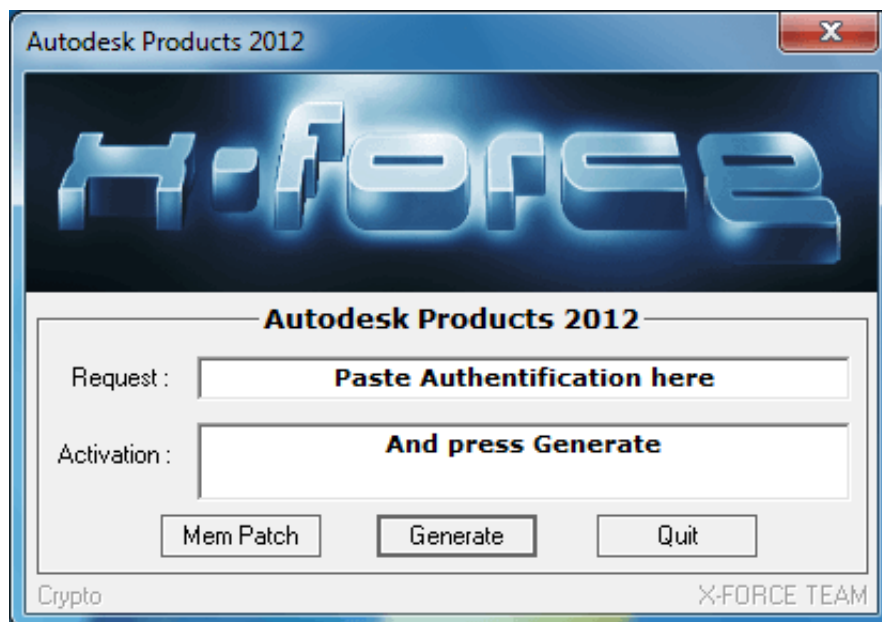 Autodesk Products 2012
x-force
Autodesk Products 2012
Request : Paste Authentification here
Activation : And press Generate
Mem Patch Generate Quit
Crypto X-FORCE TEAM